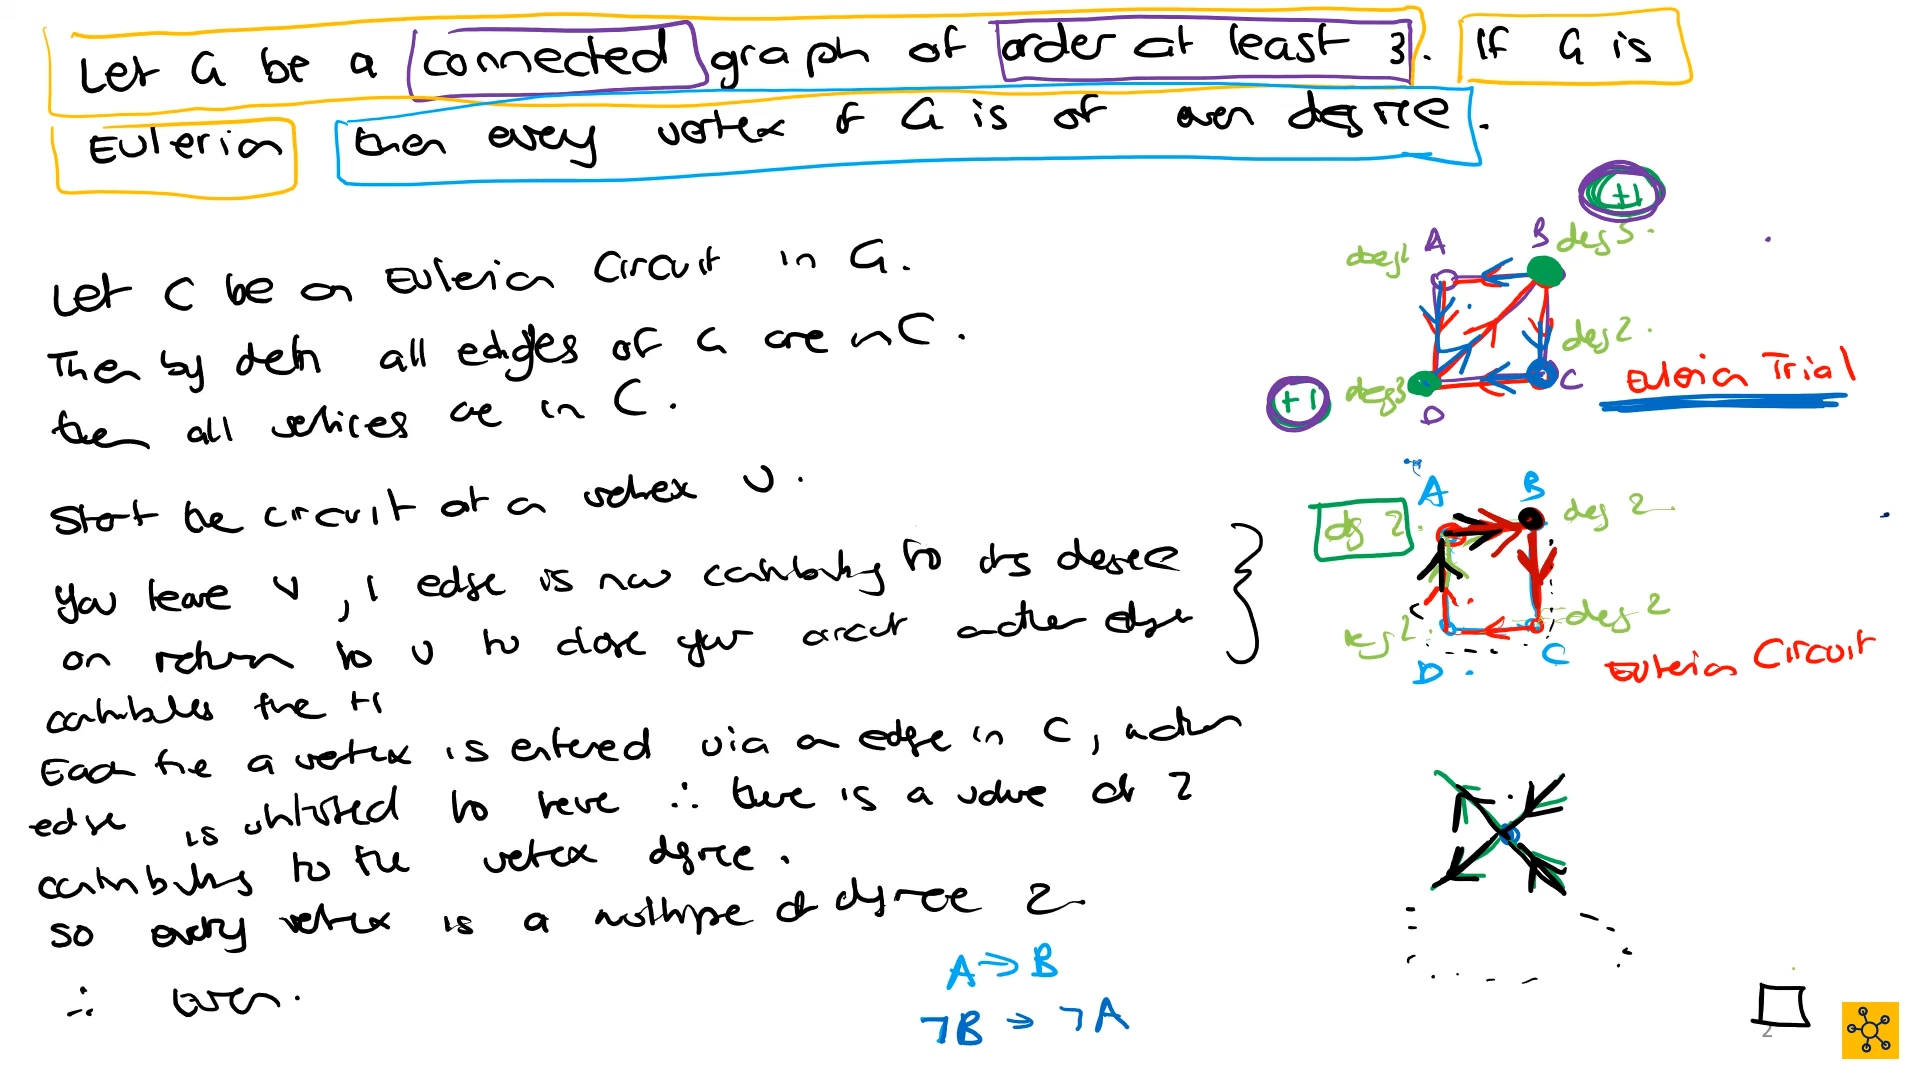 Let G be a connected graph of order at least 3. If G is
Eulerian then every vertex of G is of even degree.
Let C be an Eulerian Circuit in G.
Then by defn all edges of G are in C.
then all vertices are in C.
Start the circuit at a vertex v.
You leave v, 1 edge is now contributing to its degree
on return to v to close your circuit another edge
contributes the +1
Each time a vertex is entered via an edge in C, another
edge is utilised to leave ∴ there is a value of 2
contributing to the vertex degree.
so every vertex is a multiple of degree 2
∴ even.
A ⇒ B
¬B ⇒ ¬A
+1
A B deg 3.
deg 2.
Eulerian Trial
+1 deg 3 D C
A B
deg 2. deg 2
deg 2. deg 2
D C
Eulerian Circuit
2